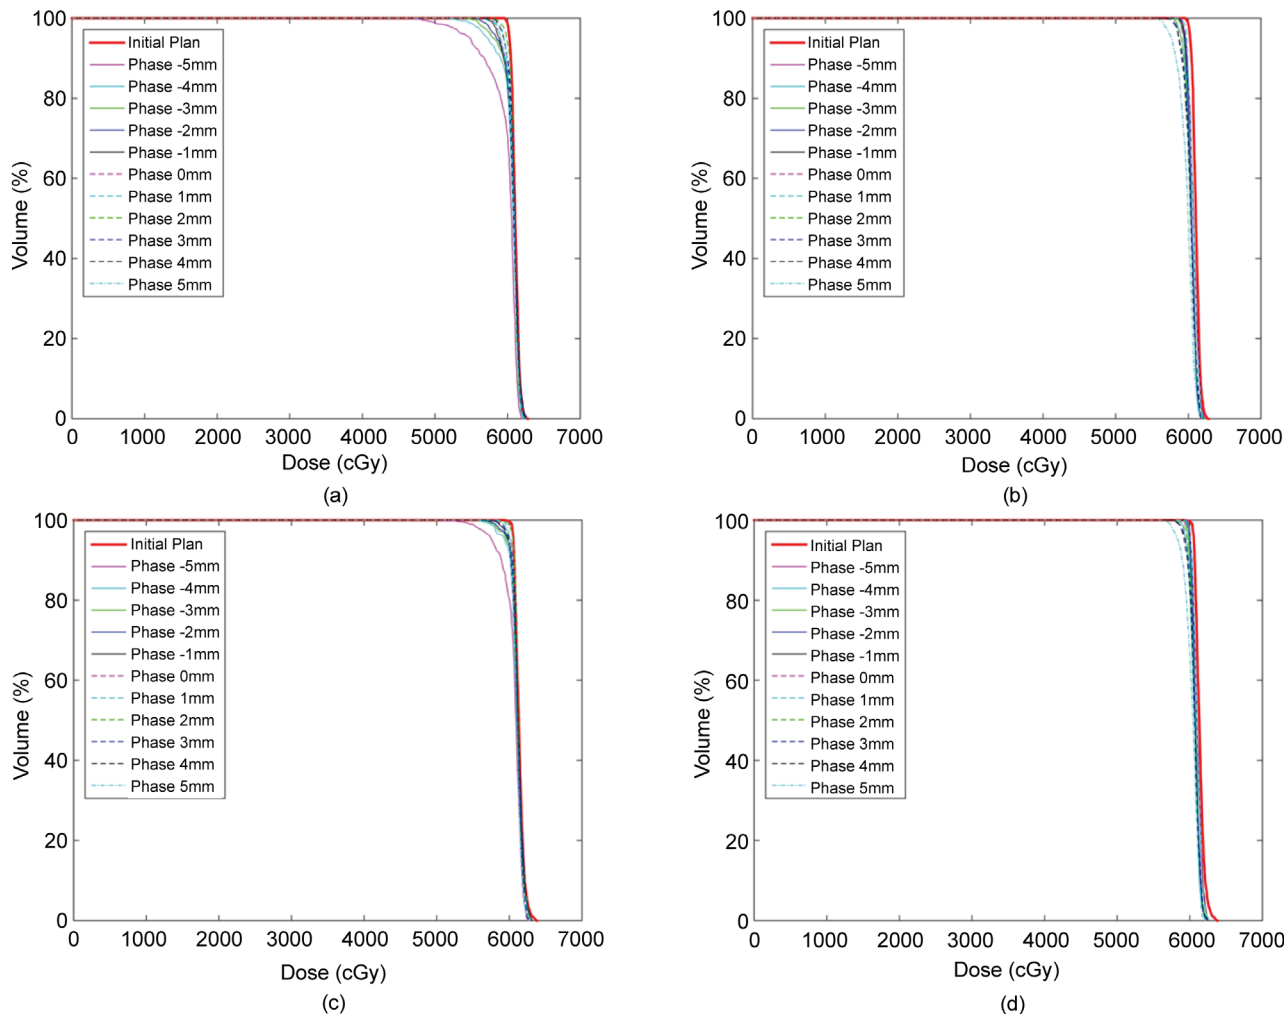 100
80
60
40
20
0
Volume (%)
Initial Plan
Phase -5mm
Phase -4mm
Phase -3mm
Phase -2mm
Phase -1mm
Phase 0mm
Phase 1mm
Phase 2mm
Phase 3mm
Phase 4mm
Phase 5mm
0 1000 2000 3000 4000 5000 6000 7000
Dose (cGy)
(a)
100
80
60
40
20
0
Volume (%)
Initial Plan
Phase -5mm
Phase -4mm
Phase -3mm
Phase -2mm
Phase -1mm
Phase 0mm
Phase 1mm
Phase 2mm
Phase 3mm
Phase 4mm
Phase 5mm
0 1000 2000 3000 4000 5000 6000 7000
Dose (cGy)
(b)
100
80
60
40
20
0
Volume (%)
Initial Plan
Phase -5mm
Phase -4mm
Phase -3mm
Phase -2mm
Phase -1mm
Phase 0mm
Phase 1mm
Phase 2mm
Phase 3mm
Phase 4mm
Phase 5mm
0 1000 2000 3000 4000 5000 6000 7000
Dose (cGy)
(c)
100
80
60
40
20
0
Volume (%)
Initial Plan
Phase -5mm
Phase -4mm
Phase -3mm
Phase -2mm
Phase -1mm
Phase 0mm
Phase 1mm
Phase 2mm
Phase 3mm
Phase 4mm
Phase 5mm
0 1000 2000 3000 4000 5000 6000 7000
Dose (cGy)
(d)